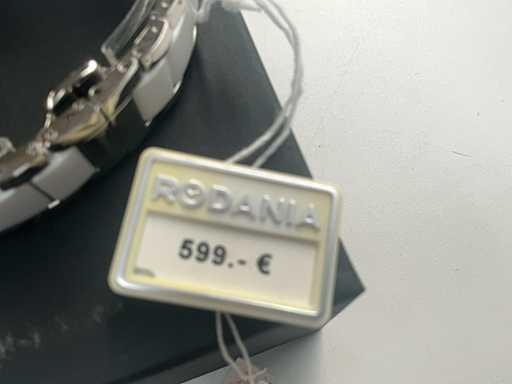 RODANIA
599.- €